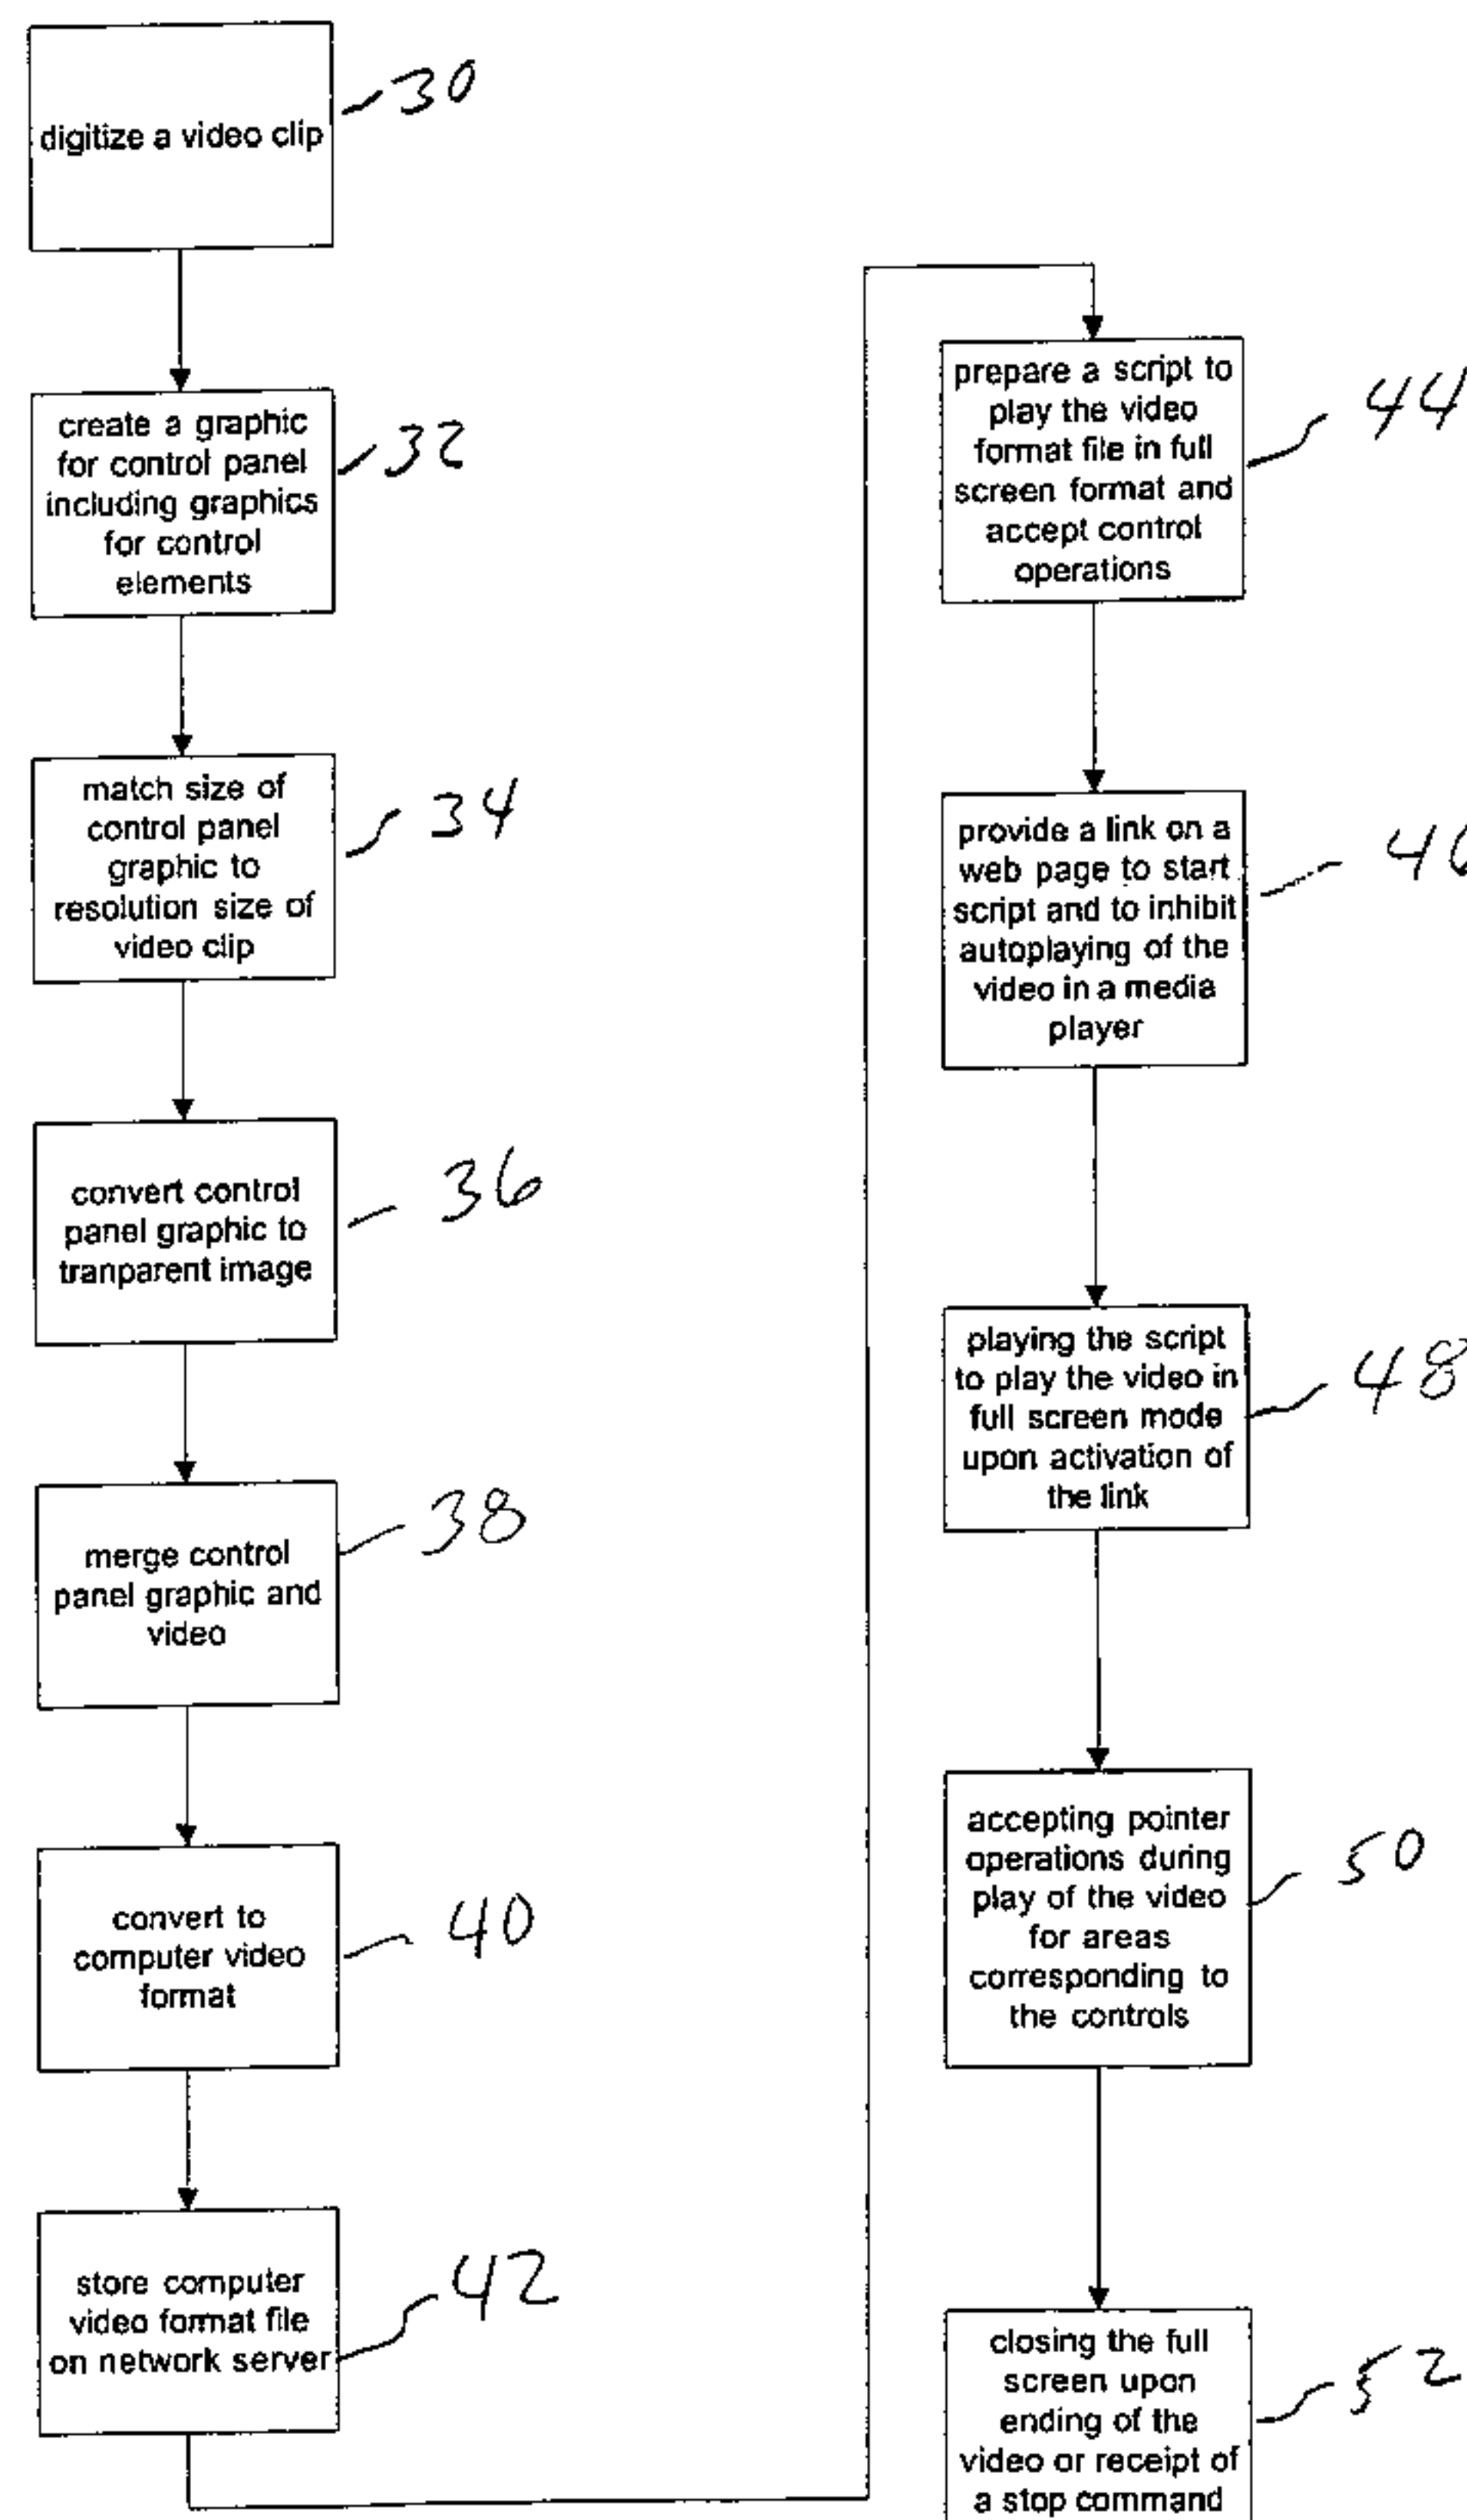 digitize a video clip
30
create a graphic
for control panel
including graphics
for control
elements
32
match size of
control panel
graphic to
resolution size of
video clip
34
convert control
panel graphic to
tranparent image
36
merge control
panel graphic and
video
38
convert to
computer video
format
40
store computer
video format file
on network server
42
prepare a script to
play the video
format file in full
screen format and
accept control
operations
44
provide a link on a
web page to start
script and to inhibit
autoplaying of the
video in a media
player
46
playing the script
to play the video in
full screen mode
upon activation of
the link
48
accepting pointer
operations during
play of the video
for areas
corresponding to
the controls
50
closing the full
screen upon
ending of the
video or receipt of
a stop command
52